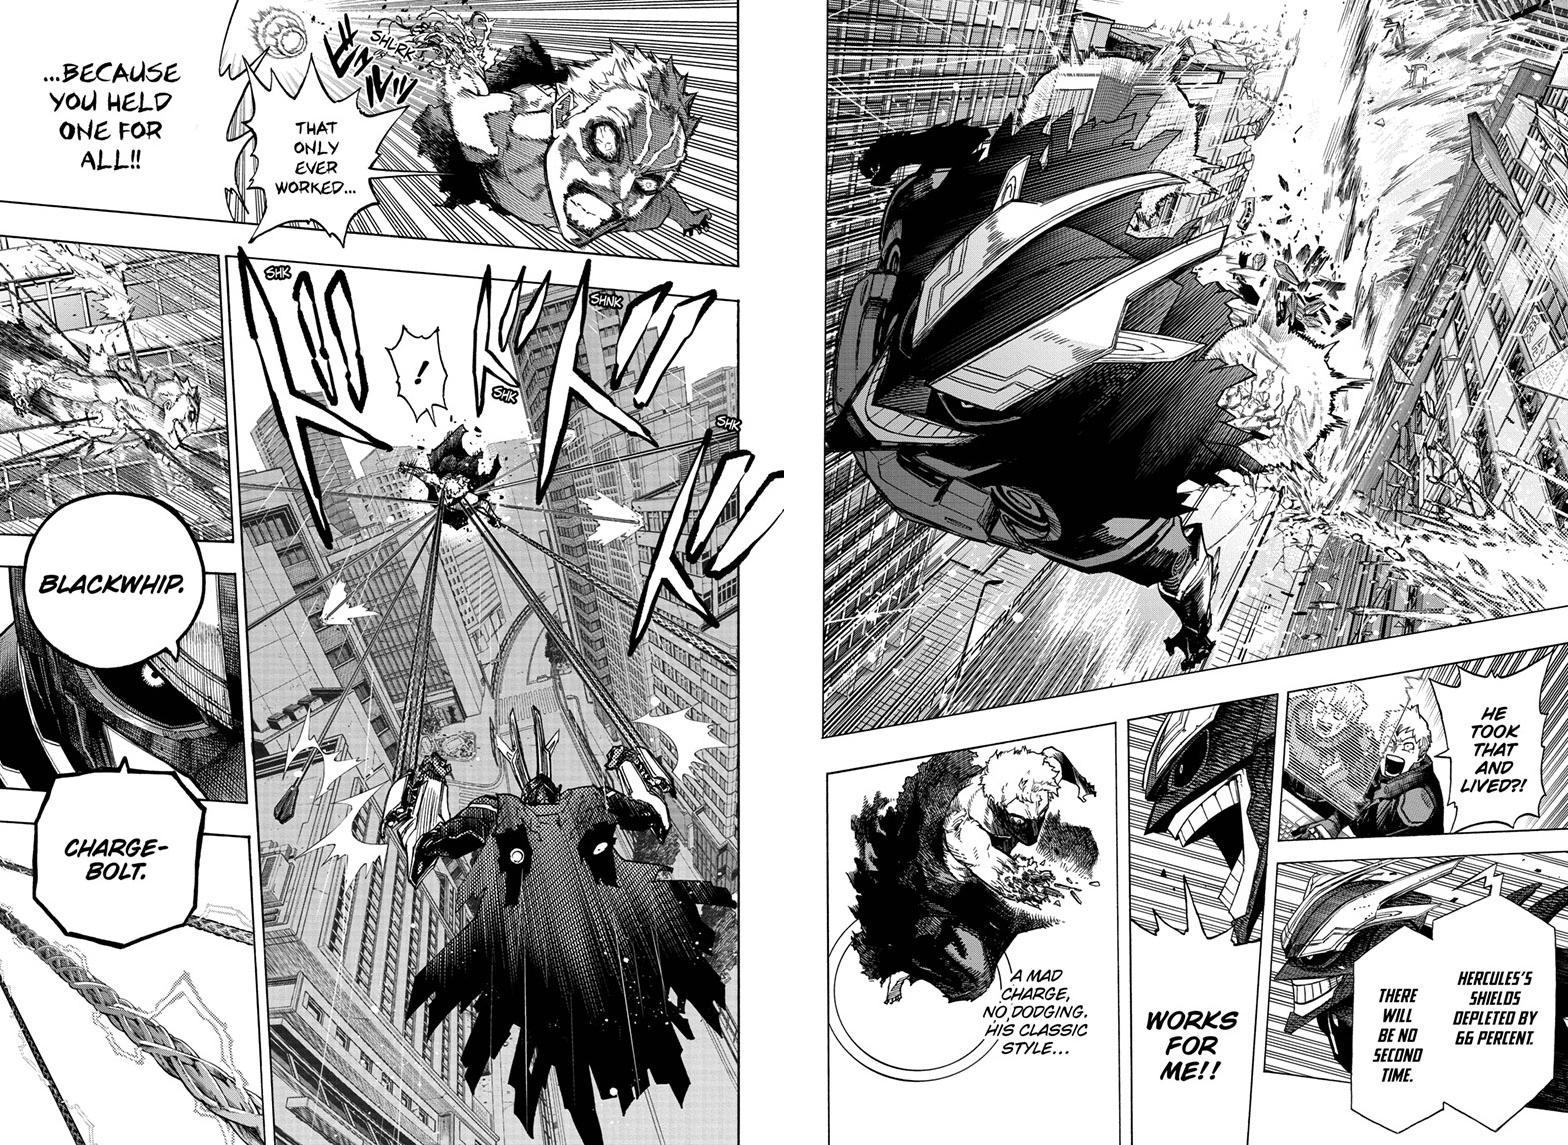 HE
TOOK
THAT
AND
LIVED?!
HERCULES'S
SHIELDS
DEPLETED BY
66 PERCENT.
THERE
WILL
BE NO
SECOND
TIME.
WORKS
FOR
ME!!
A MAD
CHARGE,
NO DODGING.
HIS CLASSIC
STYLE...
SHLRK
THAT
ONLY
EVER
WORKED...
...BECAUSE
YOU HELD
ONE FOR
ALL!!
SHK
SHNK
SHK
SHK
!
BLACKWHIP.
CHARGE-
BOLT.